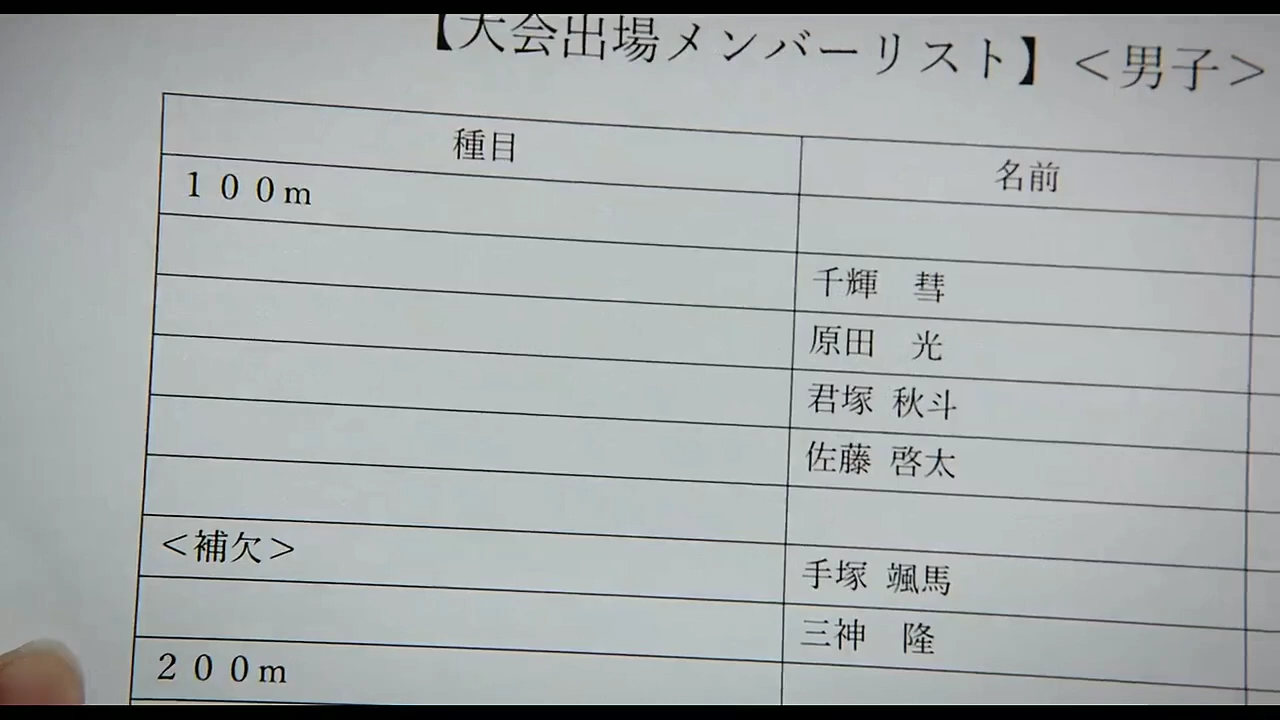 【大会出場メンバーリスト】＜男子＞
種目 名前
１００ｍ
千輝　彗
原田　光
君塚 秋斗
佐藤 啓太
＜補欠＞ 手塚 颯馬
三神　隆
２００ｍ